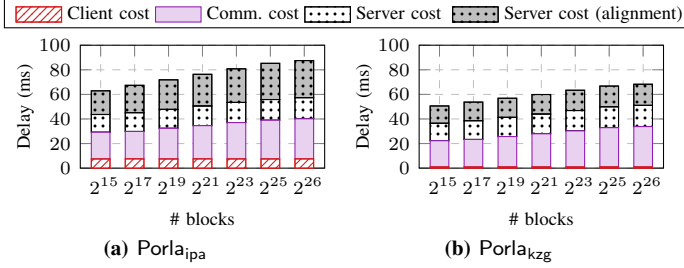 Client cost Comm. cost Server cost Server cost (alignment)
Delay (ms)
100
80
60
40
20
0
2^15 2^17 2^19 2^21 2^23 2^25 2^26
# blocks
(a) Porla_ipa
Delay (ms)
100
80
60
40
20
0
2^15 2^17 2^19 2^21 2^23 2^25 2^26
# blocks
(b) Porla_kzg